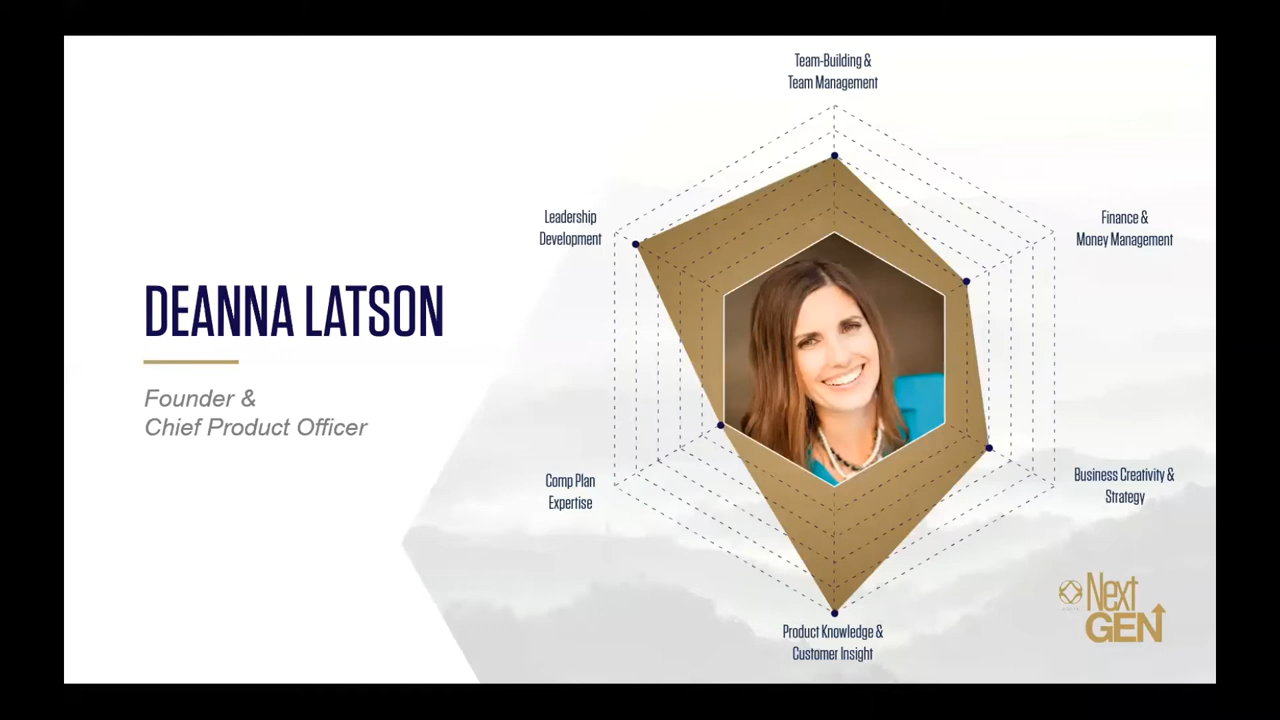 Team-Building &
Team Management
Leadership
Development
Finance &
Money Management
DEANNA LATSON
Founder &
Chief Product Officer
Comp Plan
Expertise
Business Creativity &
Strategy
Product Knowledge &
Customer Insight
Next
GEN